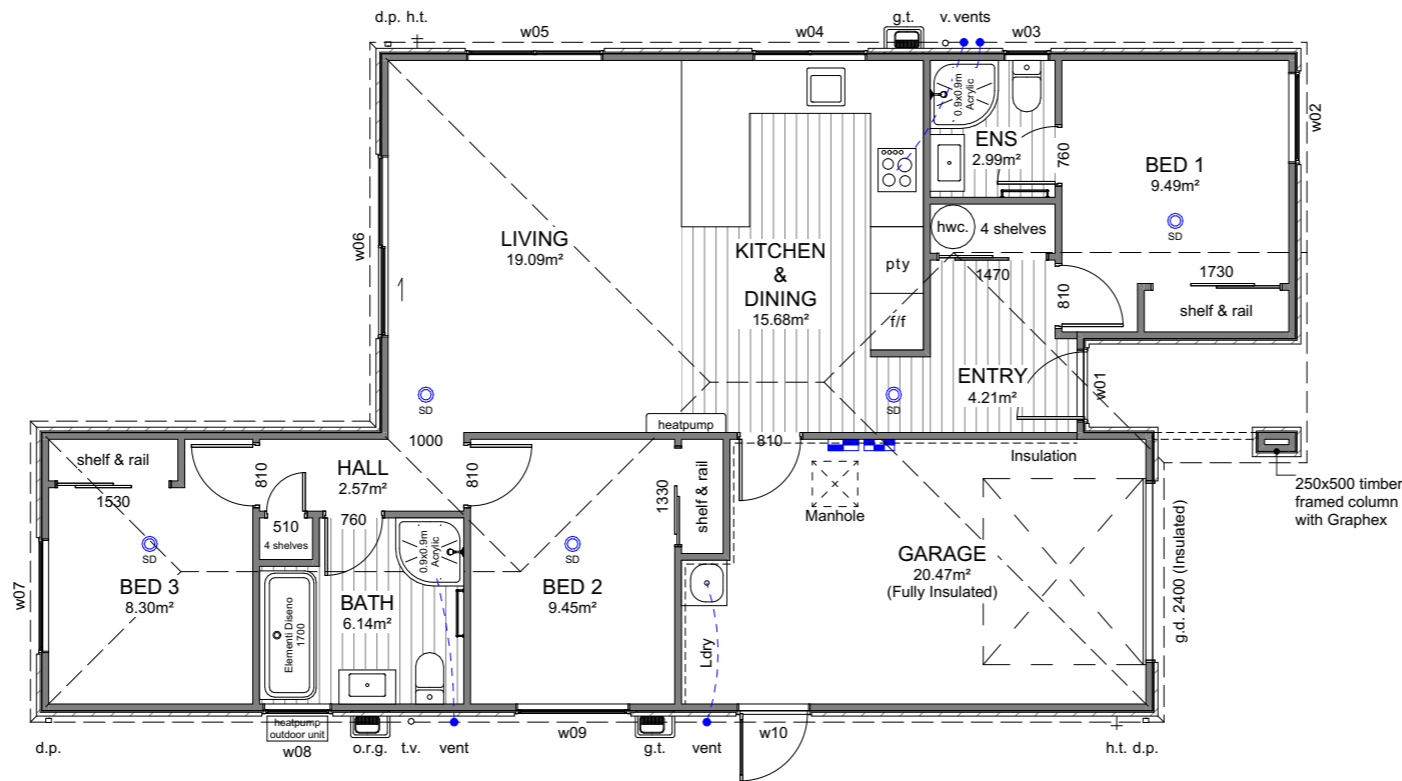 d.p. h.t.
w05
w04
g.t.
v. vents
w03
0.9x0.9m
Acrylic
ENS
2.99m²
760
BED 1
9.49m²
SD
w02
w06
LIVING
19.09m²
KITCHEN
&
DINING
15.68m²
hwc.
4 shelves
pty
1470
f/f
810
1730
shelf & rail
ENTRY
4.21m²
w01
SD
SD
heatpump
1000
810
Insulation
250x500 timber
framed column
with Graphex
shelf & rail
1530
810
HALL
2.57m²
810
1330
shelf & rail
Manhole
510
4 shelves
760
0.9x0.9m
Acrylic
SD
SD
GARAGE
20.47m²
(Fully Insulated)
g.d. 2400 (Insulated)
w07
BED 3
8.30m²
Elementi Diseno
1700
BATH
6.14m²
BED 2
9.45m²
Ldry
heatpump
outdoor unit
d.p.
w08
o.r.g.
t.v.
vent
w09
g.t.
vent
w10
h.t. d.p.